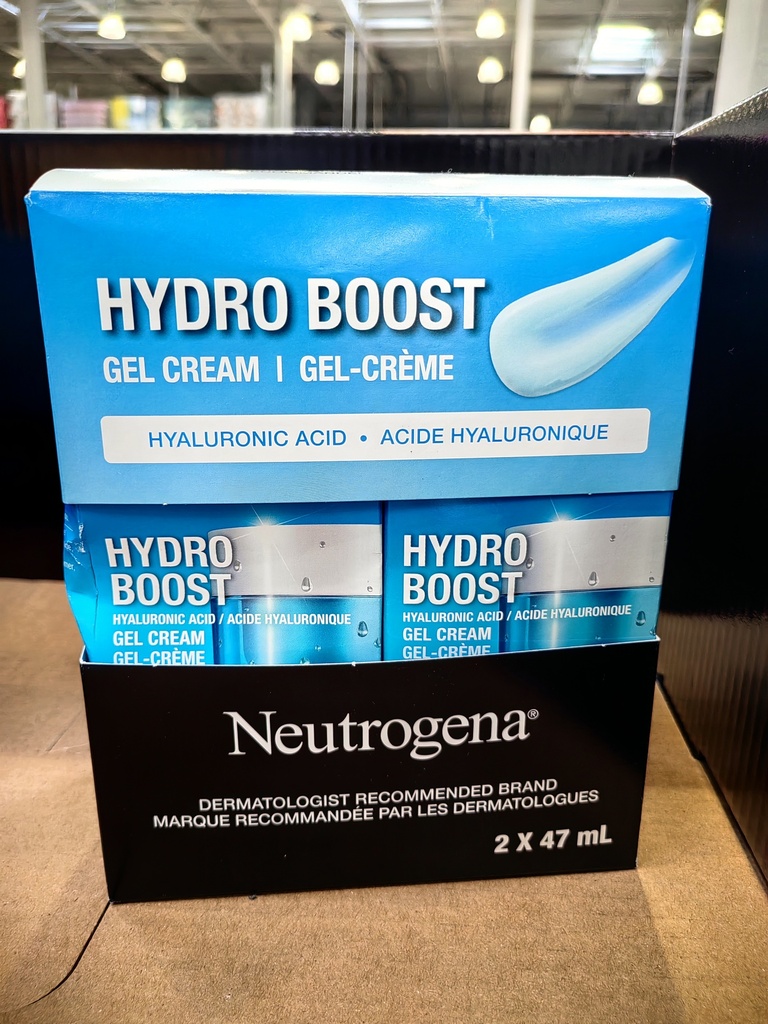 HYDRO BOOST
GEL CREAM | GEL-CRÈME
HYALURONIC ACID • ACIDE HYALURONIQUE
HYDRO
BOOST
HYALURONIC ACID / ACIDE HYALURONIQUE
GEL CREAM
GEL-CRÈME
HYDRO
BOOST
HYALURONIC ACID / ACIDE HYALURONIQUE
GEL CREAM
GEL-CRÈME
Neutrogena®
DERMATOLOGIST RECOMMENDED BRAND
MARQUE RECOMMANDÉE PAR LES DERMATOLOGUES
2 X 47 mL